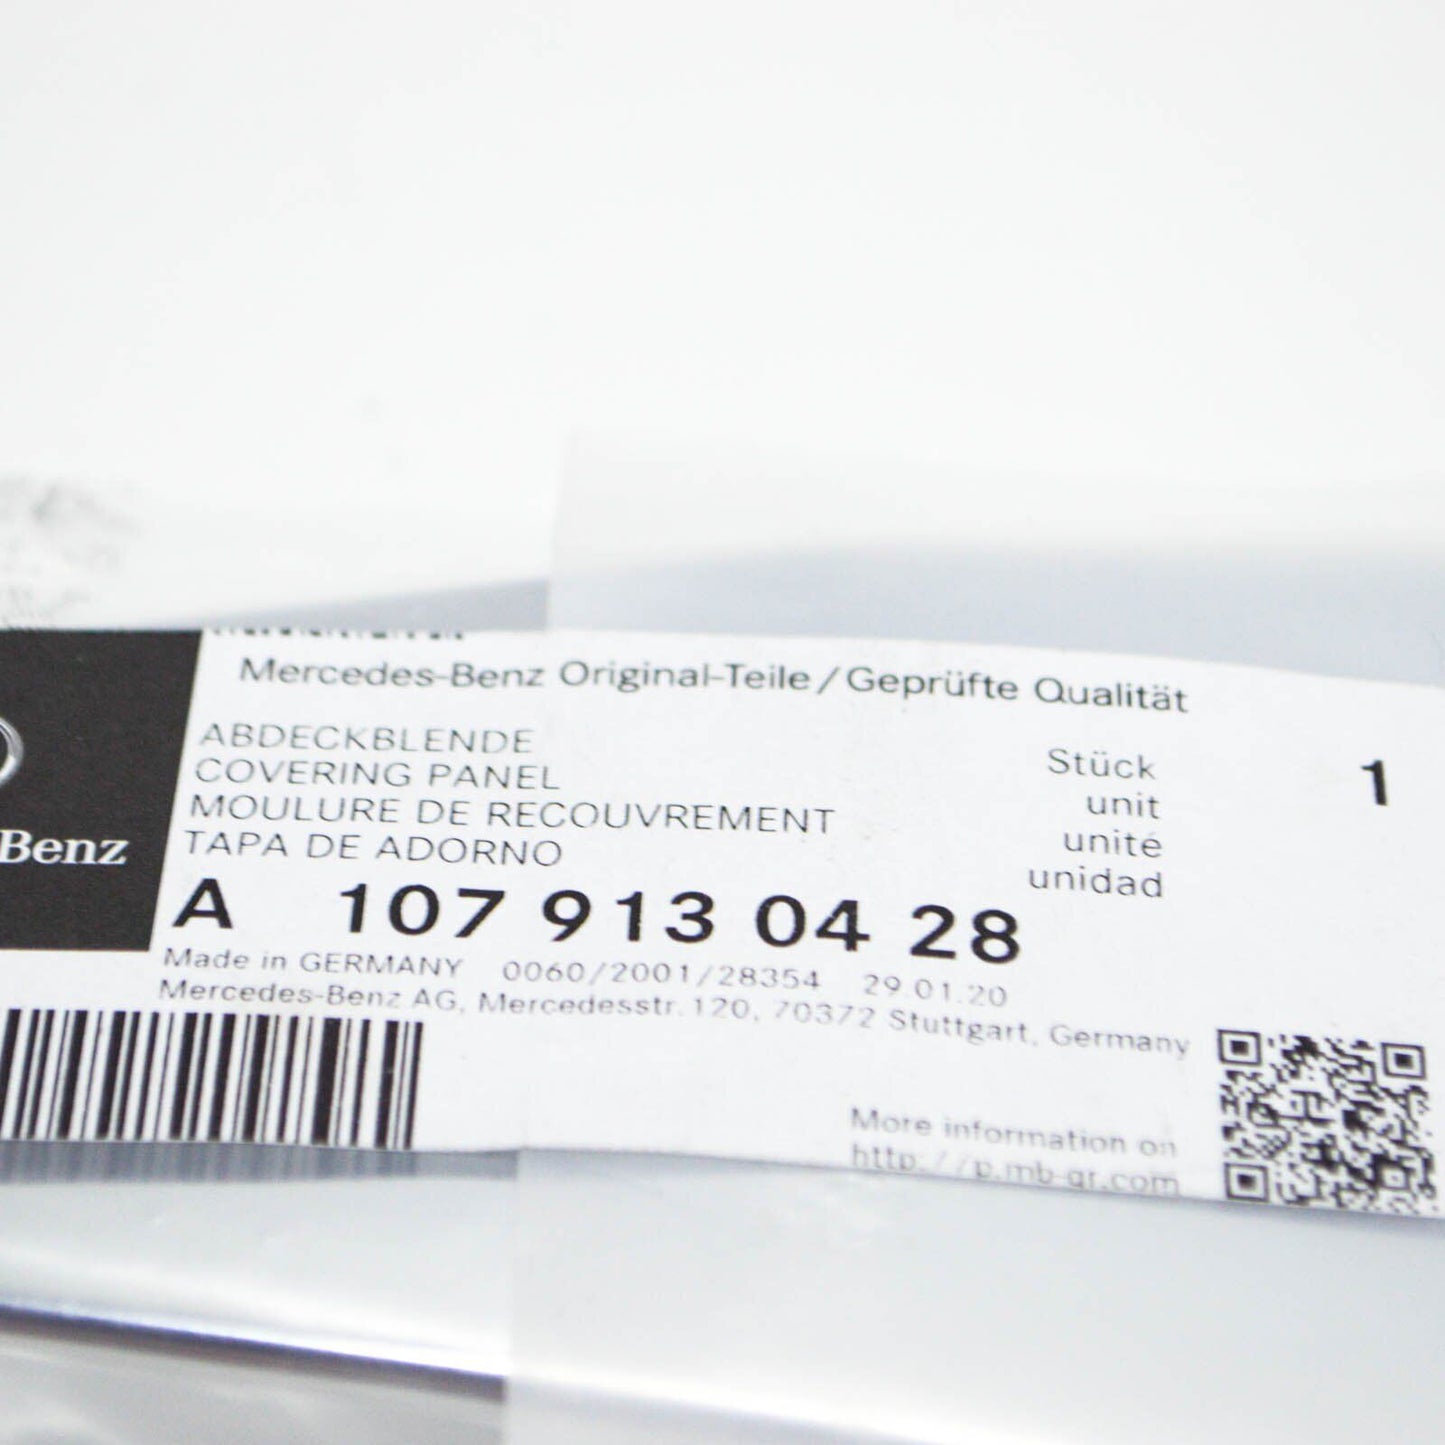 Mercedes-Benz Original-Teile/Geprüfte Qualität
ABDECKBLENDE
COVERING PANEL
MOULURE DE RECOUVREMENT
TAPA DE ADORNO
Stück 1
unit
unité
unidad
Benz
A 107 913 04 28
Made in GERMANY 0060/2001/28354 29.01.20
Mercedes-Benz AG, Mercedesstr. 120, 70372 Stuttgart, Germany
More information on
http://p.mb-qr.com